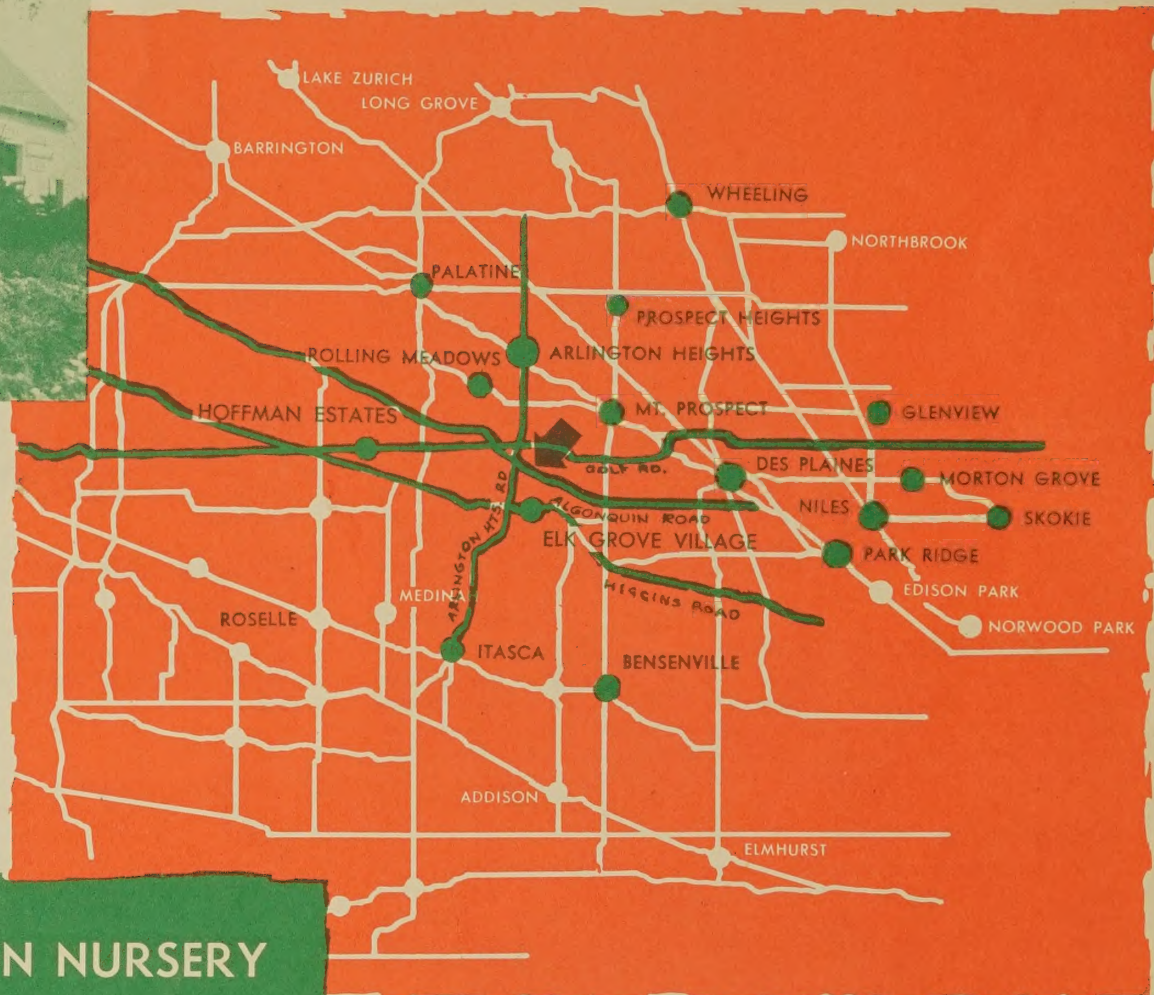 LAKE ZURICH
LONG GROVE
BARRINGTON
WHEELING
NORTHBROOK
PALATINE
PROSPECT HEIGHTS
ROLLING MEADOWS
ARLINGTON HEIGHTS
HOFFMAN ESTATES
MT. PROSPECT
GLENVIEW
GOLF RD.
DES PLAINES
MORTON GROVE
ARLINGTON HTS. RD
ALGONQUIN ROAD
NILES
SKOKIE
ELK GROVE VILLAGE
PARK RIDGE
HIGGINS ROAD
EDISON PARK
MEDINAH
ROSELLE
NORWOOD PARK
ITASCA
BENSENVILLE
ADDISON
ELMHURST
N NURSERY